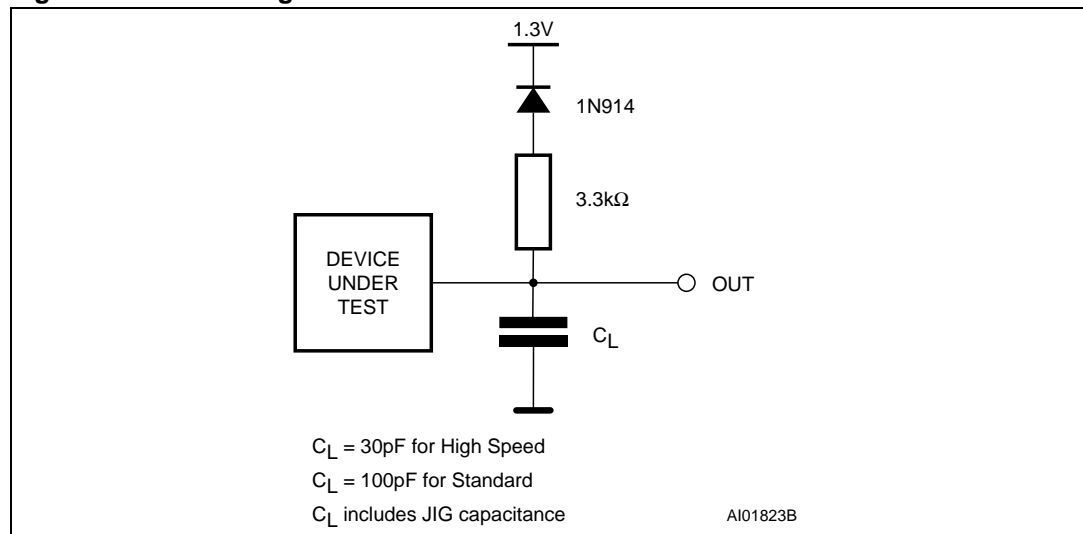 1.3V
1N914
3.3kΩ
DEVICE
UNDER
TEST
OUT
CL
CL = 30pF for High Speed
CL = 100pF for Standard
CL includes JIG capacitance
AI01823B